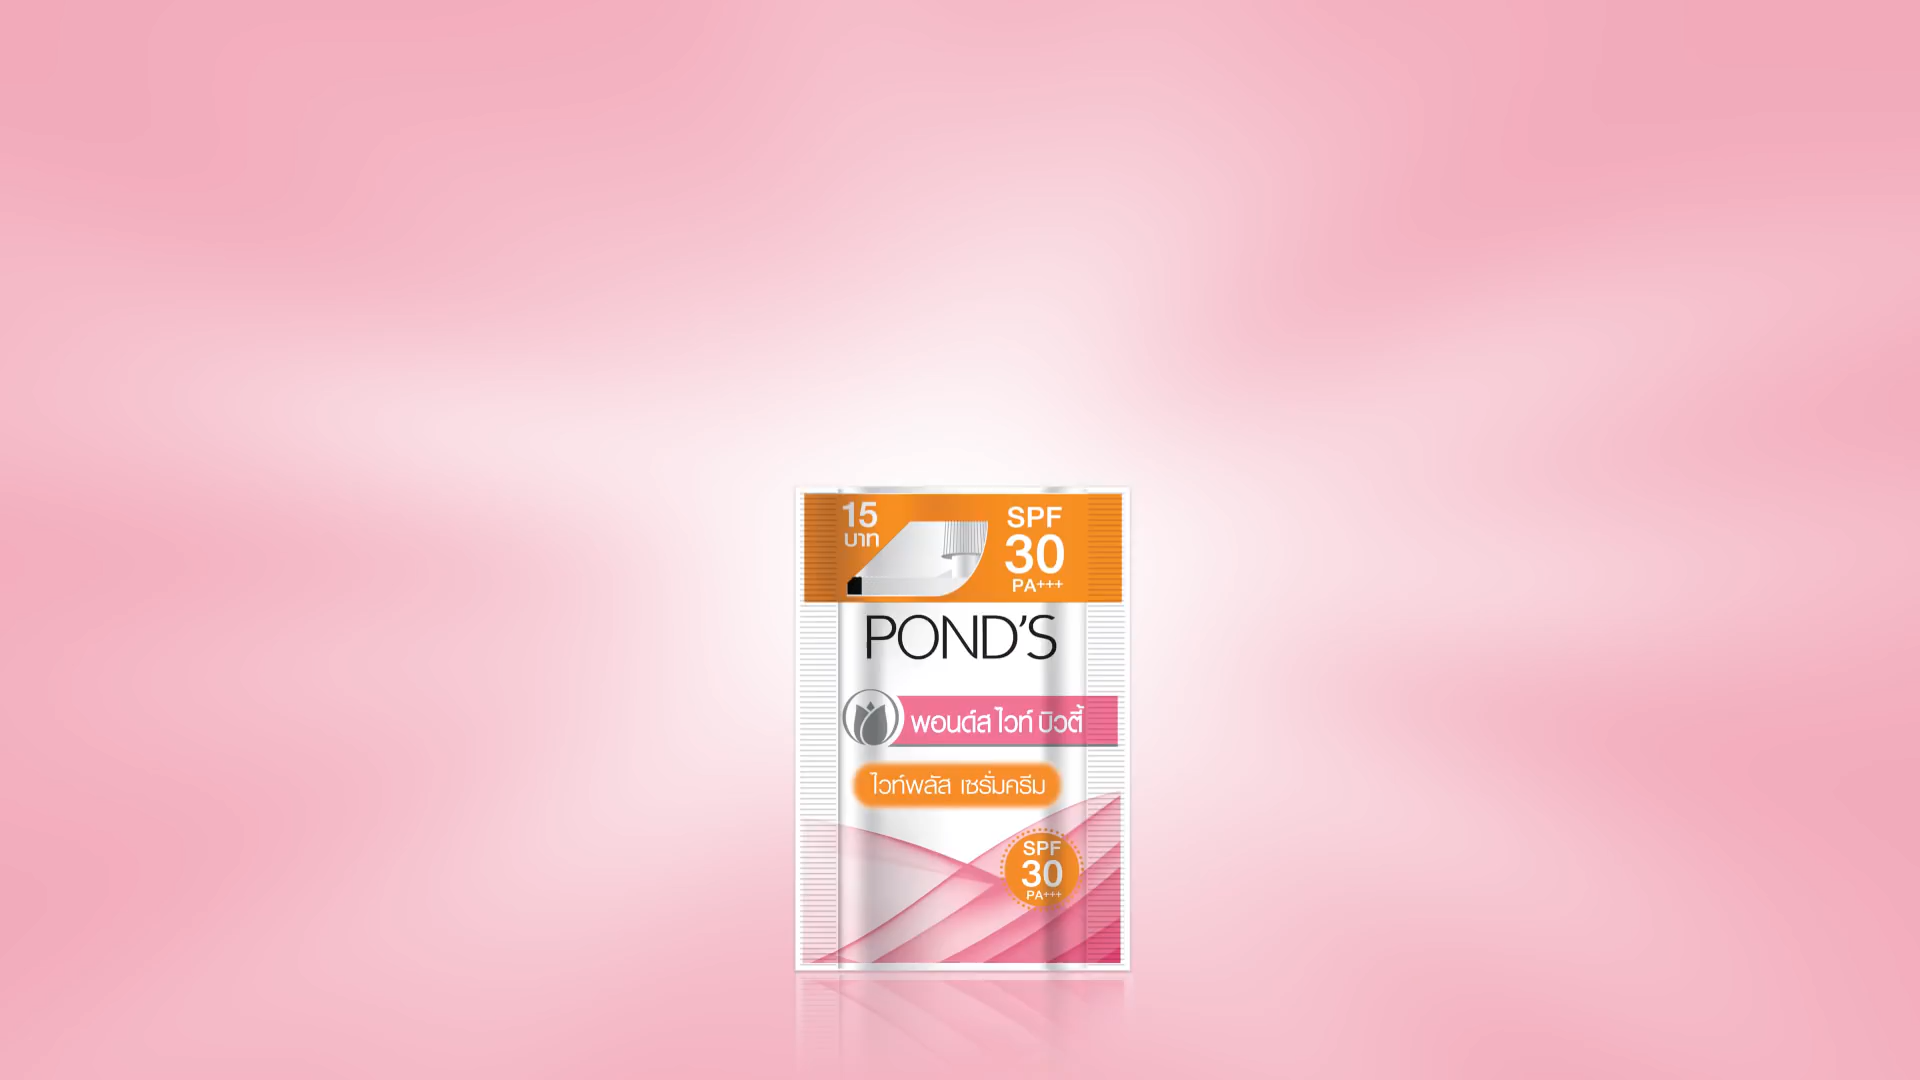 15
บาท
SPF
30
PA+++
POND'S
พอนด์ส ไวท์ บิวตี้
ไวท์พลัส เซรั่มครีม
SPF
30
PA+++